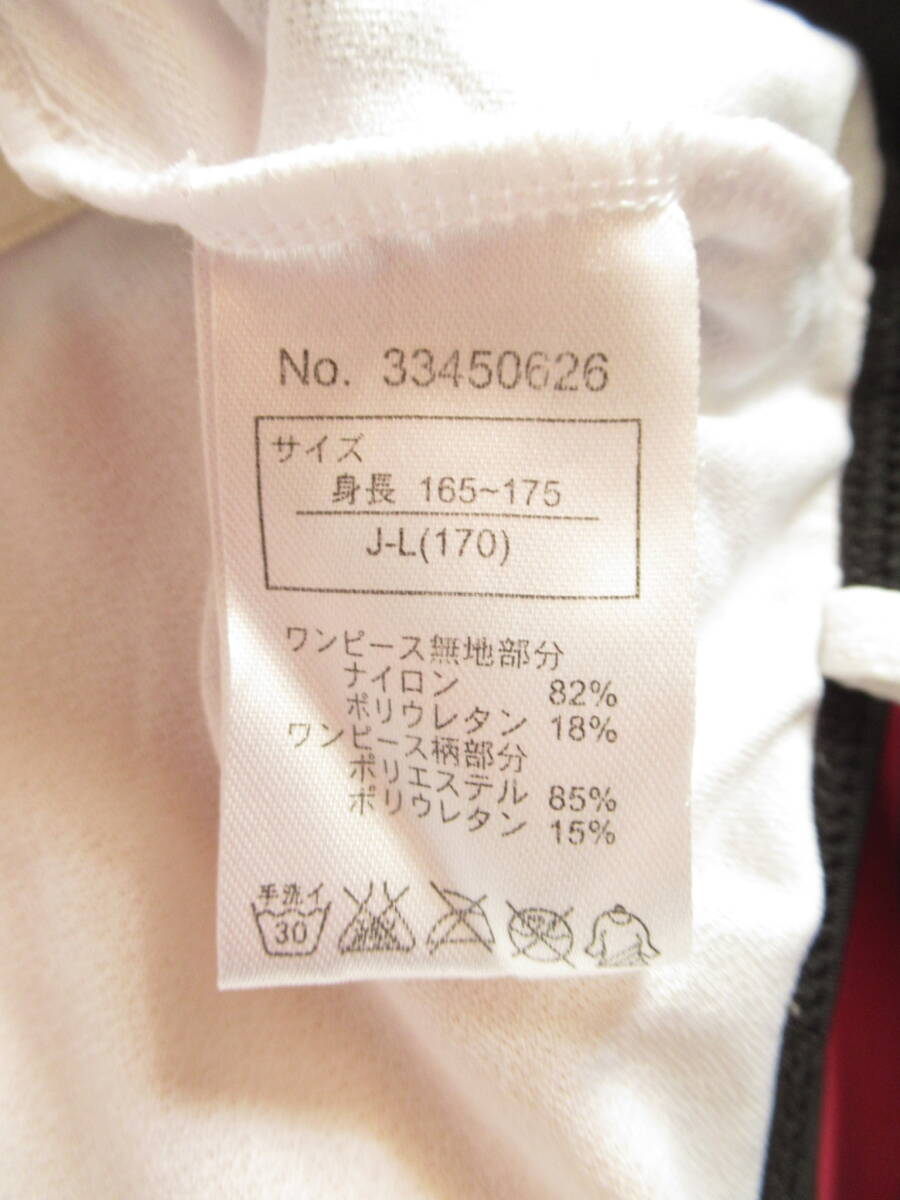 No. 33450626
サイズ
身長 165~175
J-L(170)
ワンピース無地部分
ナイロン 82%
ポリウレタン 18%
ワンピース柄部分
ポリエステル 85%
ポリウレタン 15%
手洗イ
30